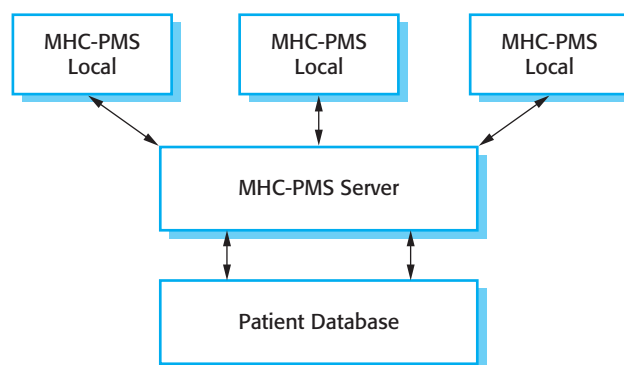 MHC-PMS
Local
MHC-PMS
Local
MHC-PMS
Local
MHC-PMS Server
Patient Database